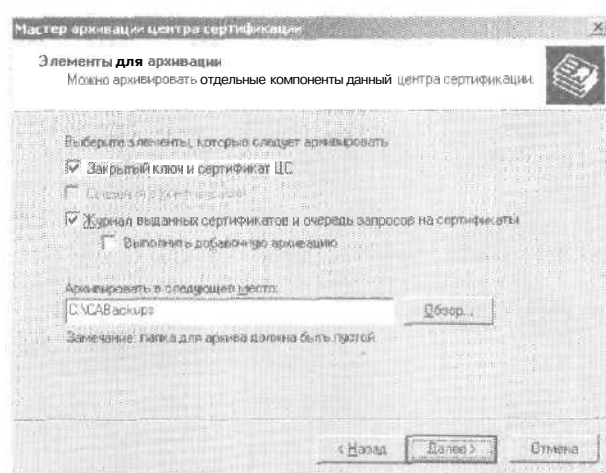 Мастер архивации центра сертификации
Элементы для архивации
Можно архивировать отдельные компоненты данный центра сертификации.
Выберите элементы, которые следует архивировать
Закрытый ключ и сертификат ЦС
Журнал выданных сертификатов и очередь запросов на сертификаты
Выполнить добавочную архивацию
Архивировать в следующее место:
C:\CABackups
Обзор...
Замечание: папка для архива должна быть пустой
< Назад
Далее >
Отмена